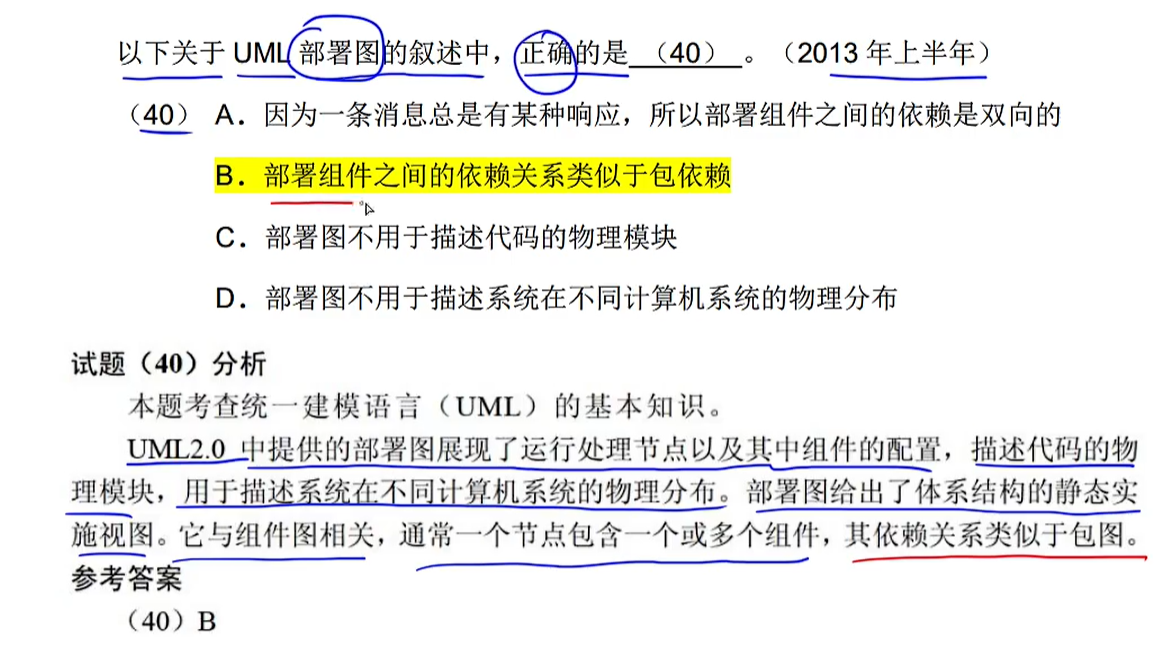 以下关于 UML 部署图的叙述中，正确的是 （40） 。（2013 年上半年）
（40） A．因为一条消息总是有某种响应，所以部署组件之间的依赖是双向的
B．部署组件之间的依赖关系类似于包依赖
C．部署图不用于描述代码的物理模块
D．部署图不用于描述系统在不同计算机系统的物理分布
试题（40）分析
本题考查统一建模语言（UML）的基本知识。
UML2.0 中提供的部署图展现了运行处理节点以及其中组件的配置，描述代码的物
理模块，用于描述系统在不同计算机系统的物理分布。部署图给出了体系结构的静态实
施视图。它与组件图相关，通常一个节点包含一个或多个组件，其依赖关系类似于包图。
参考答案
（40）B